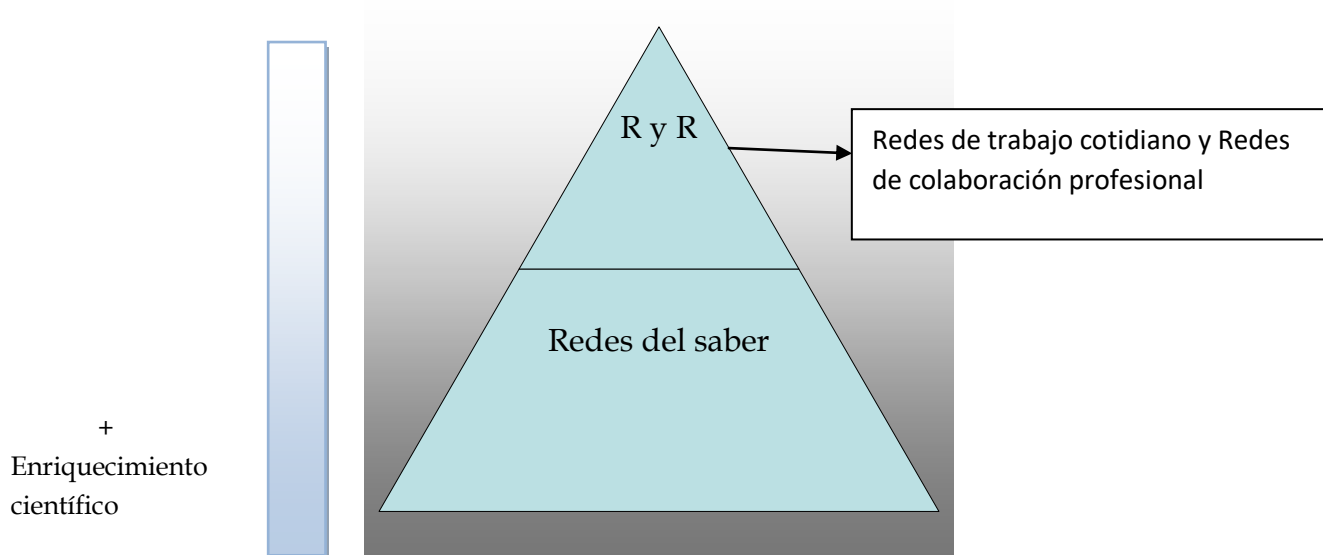 R y R
Redes de trabajo cotidiano y Redes
de colaboración profesional
Redes del saber
+
Enriquecimiento
científico